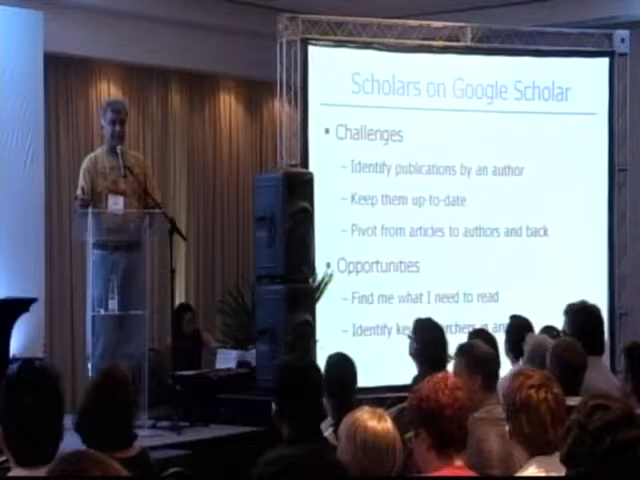 Scholars on Google Scholar
▪ Challenges
– Identify publications by an author
– Keep them up-to-date
– Pivot from articles to authors and back
▪ Opportunities
– Find me what I need to read
– Identify